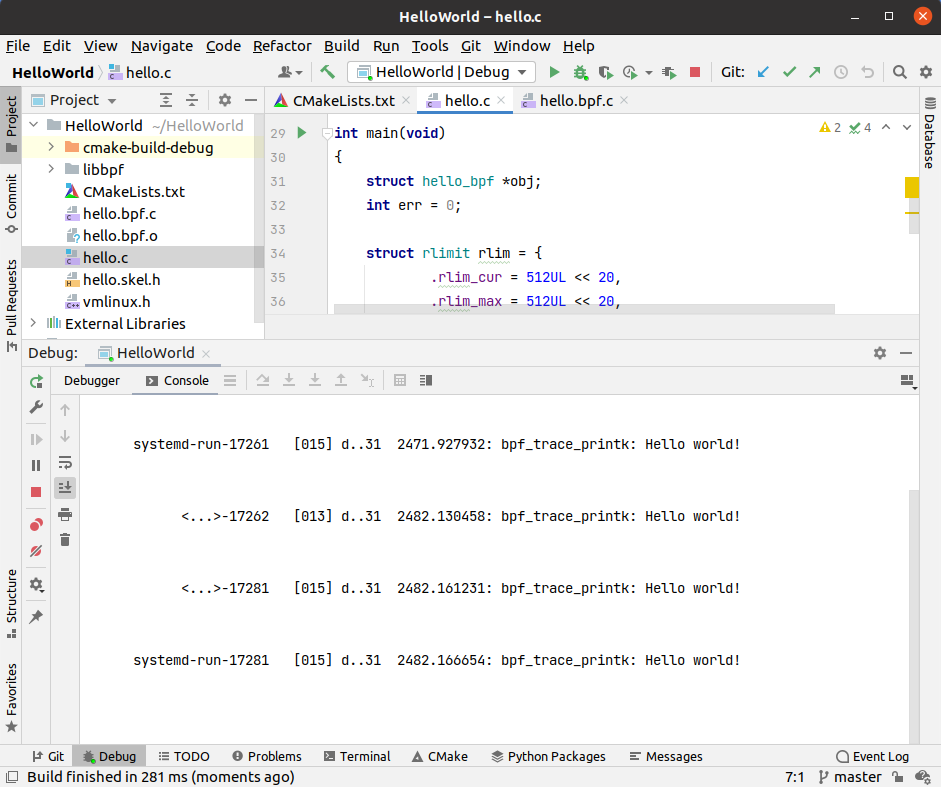 HelloWorld – hello.c
File Edit View Navigate Code Refactor Build Run Tools Git Window Help
HelloWorld hello.c HelloWorld | Debug Git:
Project
Commit
Pull Requests
Structure
Favorites
Project
HelloWorld ~/HelloWorld
cmake-build-debug
libbpf
CMakeLists.txt
hello.bpf.c
hello.bpf.o
hello.c
hello.skel.h
vmlinux.h
External Libraries
CMakeLists.txt hello.c hello.bpf.c
2 4
29 int main(void)
30 {
31 struct hello_bpf *obj;
32 int err = 0;
33
34 struct rlimit rlim = {
35 .rlim_cur = 512UL << 20,
36 .rlim_max = 512UL << 20,
Database
Debug: HelloWorld
Debugger Console
systemd-run-17261 [015] d..31 2471.927932: bpf_trace_printk: Hello world!
<...>-17262 [013] d..31 2482.130458: bpf_trace_printk: Hello world!
<...>-17281 [015] d..31 2482.161231: bpf_trace_printk: Hello world!
systemd-run-17281 [015] d..31 2482.166654: bpf_trace_printk: Hello world!
Git Debug TODO Problems Terminal CMake Python Packages Messages Event Log
Build finished in 281 ms (moments ago) 7:1 master